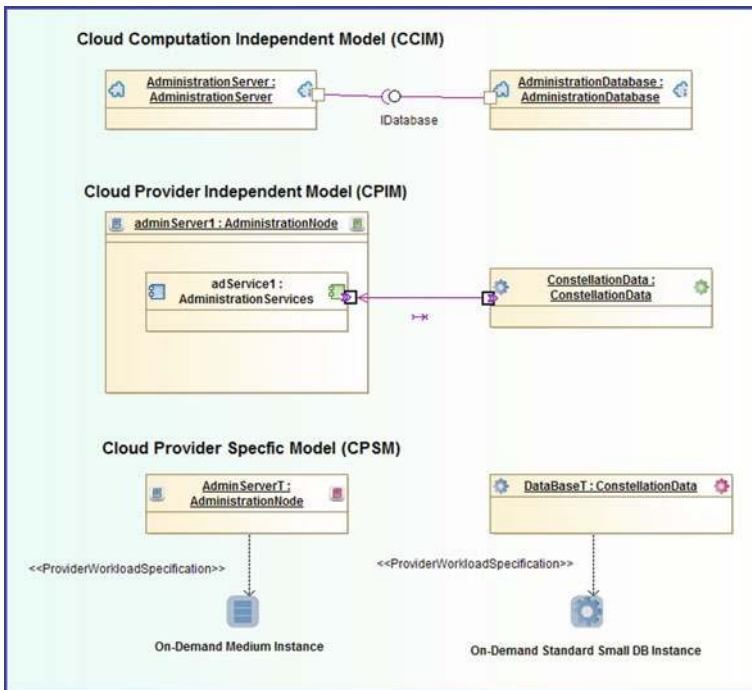 Cloud Computation Independent Model (CCIM)
AdministrationServer :
AdministrationServer
AdministrationDatabase :
AdministrationDatabase
IDatabase
Cloud Provider Independent Model (CPIM)
adminServer1 : AdministrationNode
adService1 :
AdministrationServices
ConstellationData :
ConstellationData
Cloud Provider Specfic Model (CPSM)
AdminServerT :
AdministrationNode
DataBaseT : ConstellationData
<<ProviderWorkloadSpecification>>
<<ProviderWorkloadSpecification>>
On-Demand Medium Instance
On-Demand Standard Small DB Instance